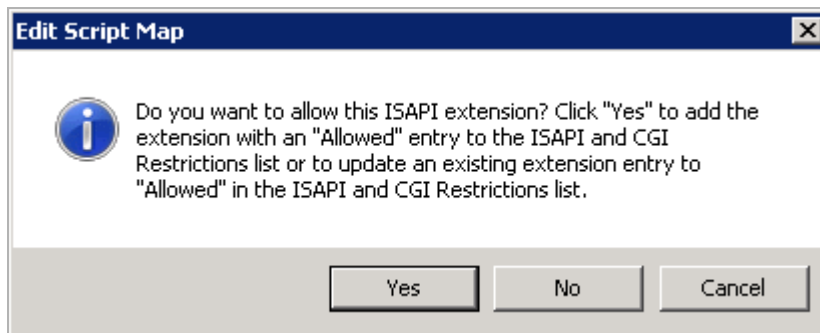 Edit Script Map
Do you want to allow this ISAPI extension? Click "Yes" to add the
extension with an "Allowed" entry to the ISAPI and CGI
Restrictions list or to update an existing extension entry to
"Allowed" in the ISAPI and CGI Restrictions list.
Yes
No
Cancel